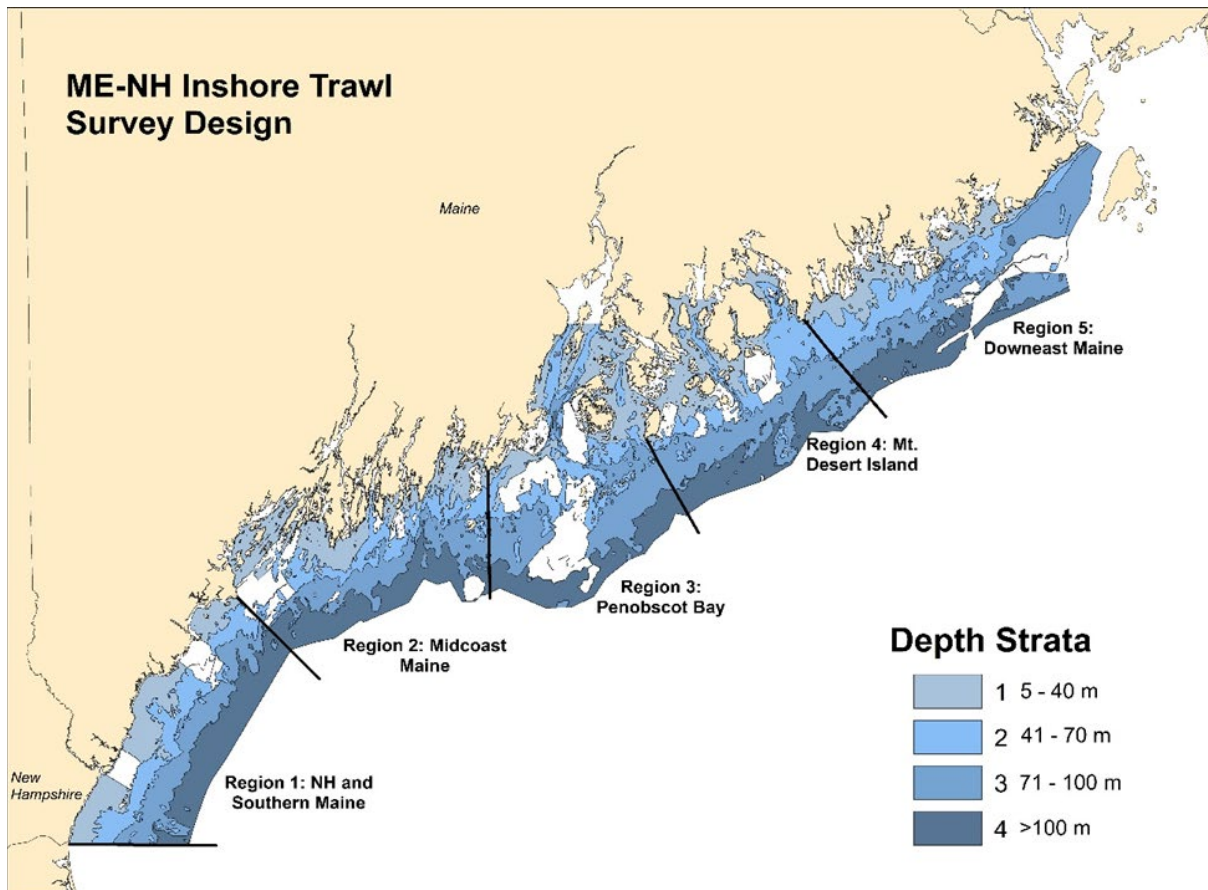 ME-NH Inshore Trawl
Survey Design
Maine
Region 5:
Downeast Maine
Region 4: Mt.
Desert Island
Region 3:
Penobscot Bay
Region 2: Midcoast
Maine
Region 1: NH and
Southern Maine
New
Hampshire
Depth Strata
1 5 - 40 m
2 41 - 70 m
3 71 - 100 m
4 >100 m